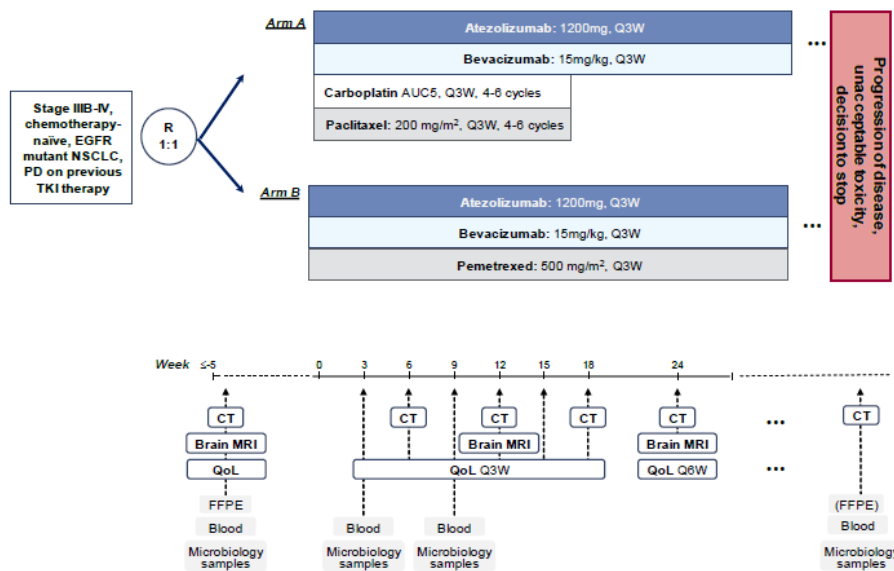 Arm A
Atezolizumab: 1200mg, Q3W
Bevacizumab: 15mg/kg, Q3W
Carboplatin AUC5, Q3W, 4-6 cycles
Paclitaxel: 200 mg/m², Q3W, 4-6 cycles
...
Stage IIIB-IV,
chemotherapy-
naïve, EGFR
mutant NSCLC,
PD on previous
TKI therapy
R
1:1
Arm B
Atezolizumab: 1200mg, Q3W
Bevacizumab: 15mg/kg, Q3W
Pemetrexed: 500 mg/m², Q3W
...
Progression of disease,
unacceptable toxicity,
decision to stop
Week ≤-5 0 3 6 9 12 15 18 24
CT CT CT CT CT ... CT
Brain MRI Brain MRI Brain MRI
QoL QoL Q3W QoL Q6W ...
FFPE (FFPE)
Blood Blood Blood Blood
Microbiology Microbiology Microbiology Microbiology
samples samples samples samples